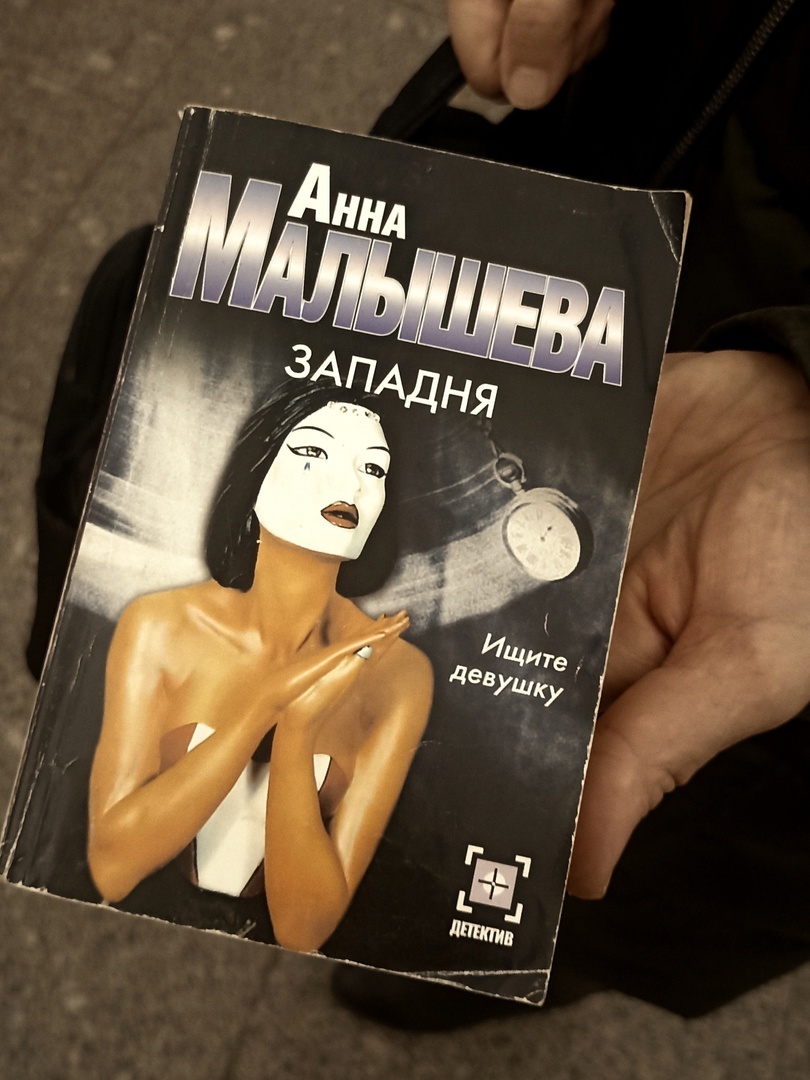 Анна
Малышева
ЗАПАДНЯ
Ищите
девушку
ДЕТЕКТИВ